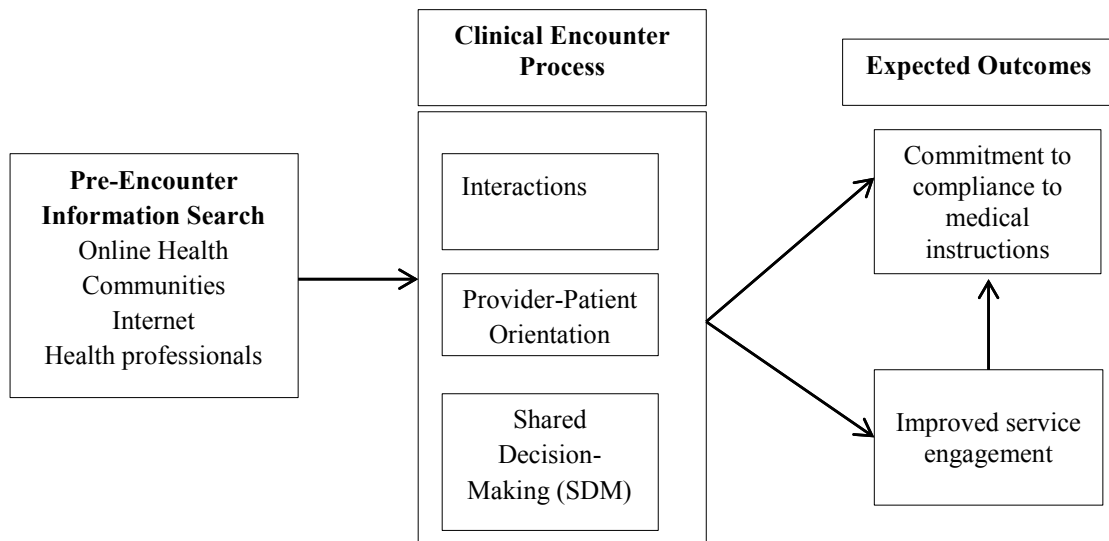 Pre-Encounter
Information Search
Online Health
Communities
Internet
Health professionals
Clinical Encounter
Process
Interactions
Provider-Patient
Orientation
Shared
Decision-
Making (SDM)
Expected Outcomes
Commitment to
compliance to
medical
instructions
Improved service
engagement